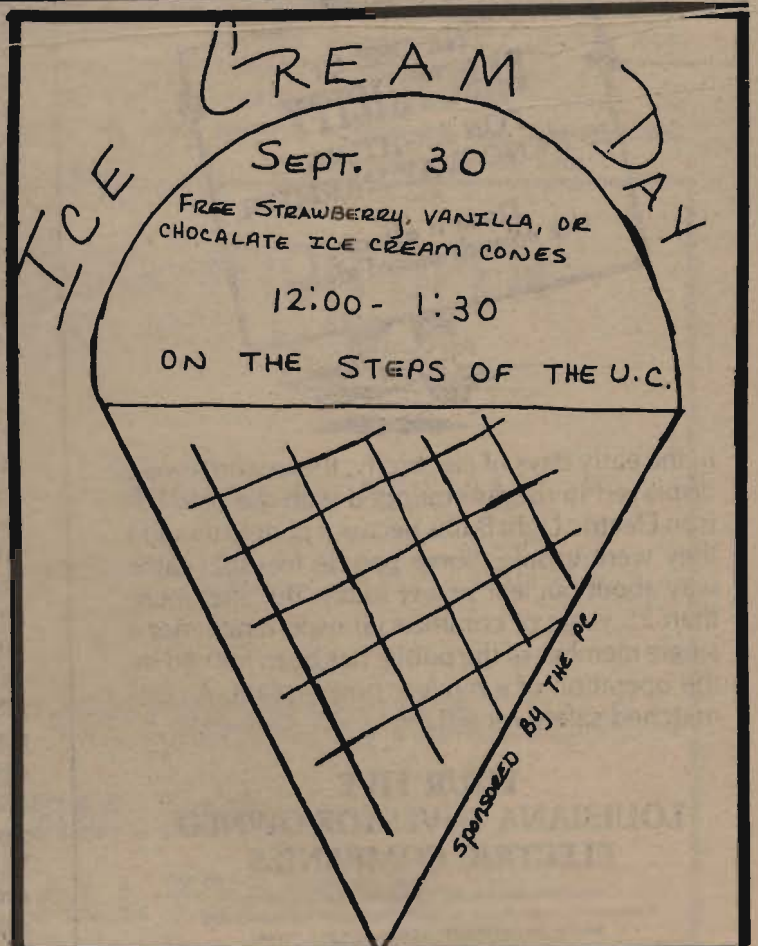 ICE CREAM DAY
SEPT. 30
FREE STRAWBERRY, VANILLA, OR
CHOCALATE ICE CREAM CONES
12:00 - 1:30
ON THE STEPS OF THE U.C.
SPONSORED BY THE PC